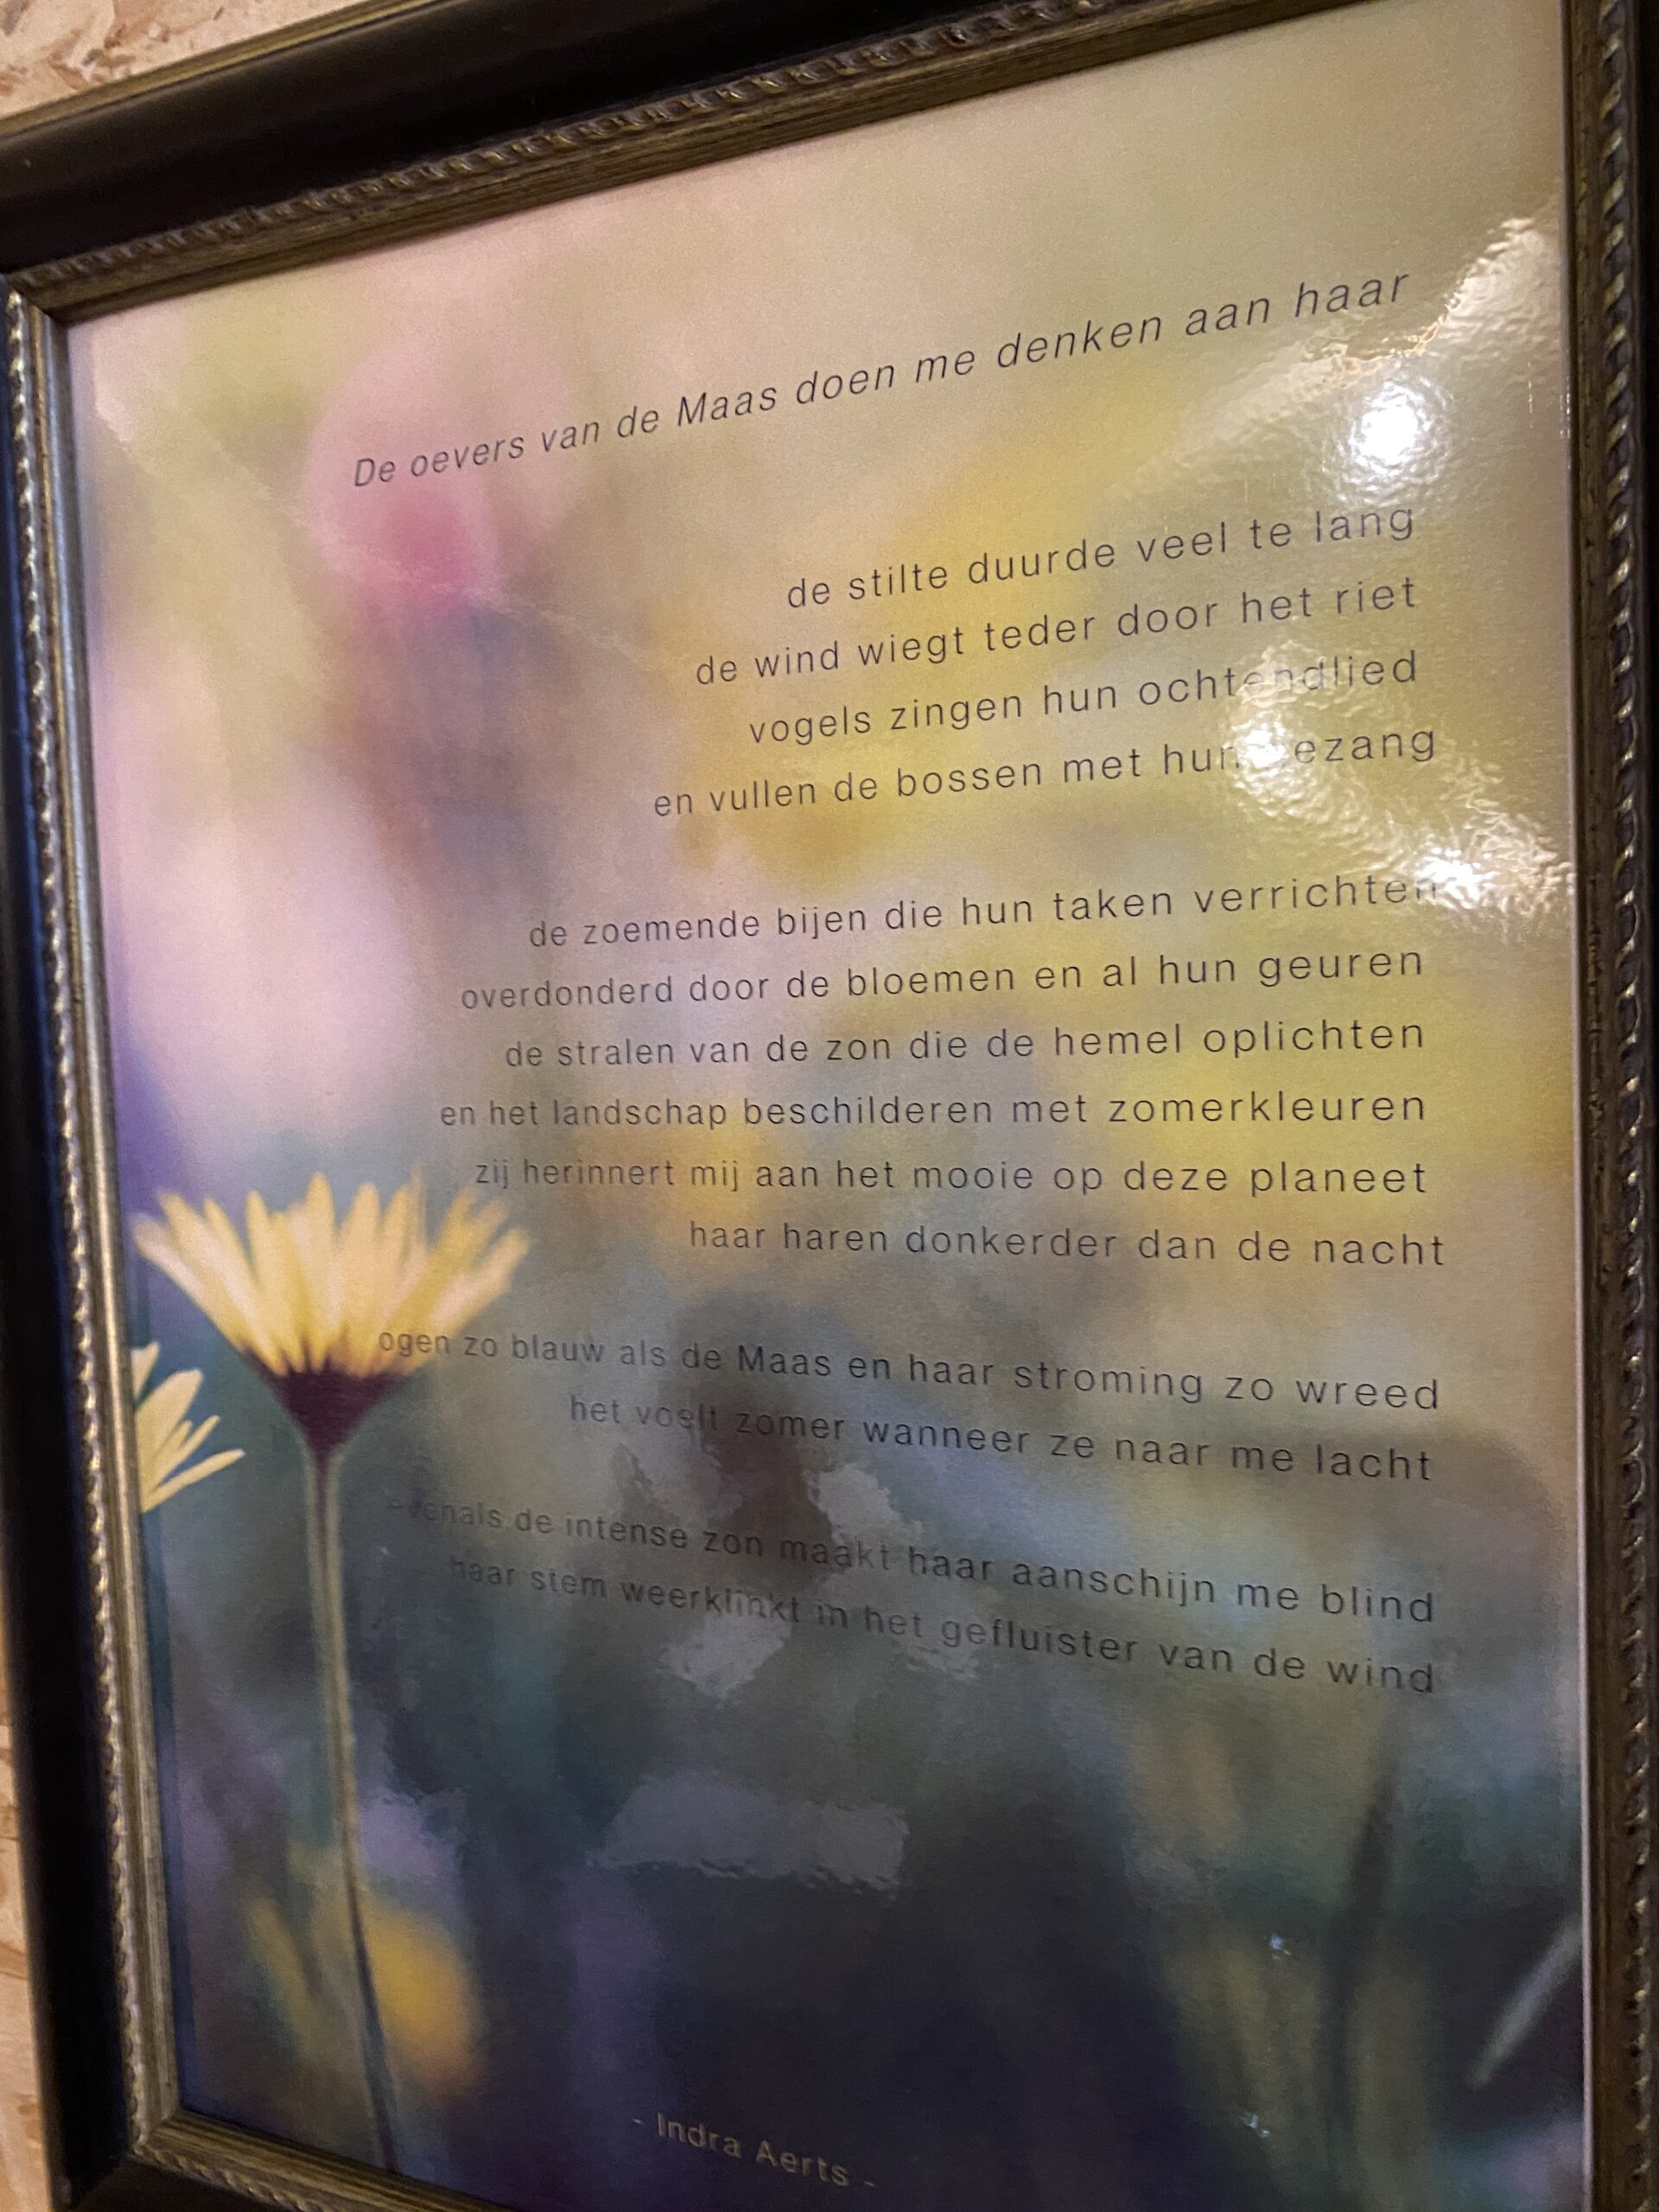 De oevers van de Maas doen me denken aan haar
de stilte duurde veel te lang
de wind wiegt teder door het riet
vogels zingen hun ochtendlied
en vullen de bossen met hun gezang
de zoemende bijen die hun taken verrichten
overdonderd door de bloemen en al hun geuren
de stralen van de zon die de hemel oplichten
en het landschap beschilderen met zomerkleuren
zij herinnert mij aan het mooie op deze planeet
haar haren donkerder dan de nacht
ogen zo blauw als de Maas en haar stroming zo wreed
het voelt zomer wanneer ze naar me lacht
evenals de intense zon maakt haar aanschijn me blind
haar stem weerklinkt in het gefluister van de wind
- Indra Aerts -